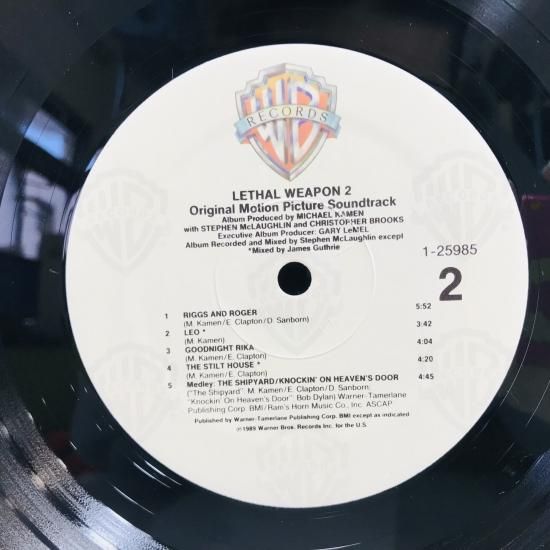 WB
RECORDS
LETHAL WEAPON 2
Original Motion Picture Soundtrack
Album Produced by MICHAEL KAMEN
with STEPHEN McLAUGHLIN and CHRISTOPHER BROOKS
Executive Album Producer: GARY LeMEL
Album Recorded and Mixed by Stephen McLaughlin except
*Mixed by James Guthrie
1-25985
2
1 RIGGS AND ROGER 5:52
(M. Kamen/E. Clapton/D. Sanborn)
2 LEO * 3:42
(M. Kamen)
3 GOODNIGHT RIKA 4:04
(M. Kamen/E. Clapton)
4 THE STILT HOUSE * 4:20
(M. Kamen/E. Clapton)
5 Medley: THE SHIPYARD/KNOCKIN' ON HEAVEN'S DOOR 4:45
("The Shipyard": M. Kamen/E. Clapton/D. Sanborn;
"Knockin' On Heaven's Door": Bob Dylan) Warner-Tamerlane
Publishing Corp. BMI/Ram's Horn Music Co., Inc. ASCAP
Published by Warner-Tamerlane Publishing Corp. BMI except as indicated
℗1989 Warner Bros. Records Inc. for the U.S.